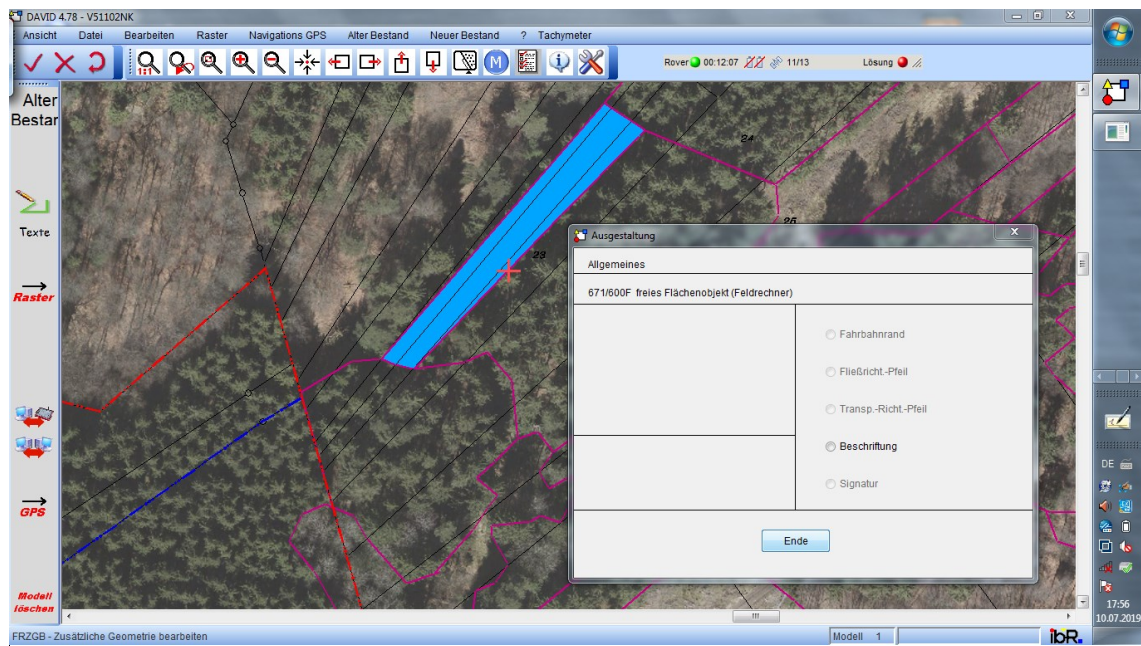 DAVID 4.78 - V51102NK
Ansicht Datei Bearbeiten Raster Navigations GPS Alter Bestand Neuer Bestand ? Tachymeter
1:1 M i Rover 00:12:07 11/13 Lösung
Alter
Bestar
Texte
Raster
GPS
Modell
löschen
24
25
23
Ausgestaltung
Allgemeines
671/600F freies Flächenobjekt (Feldrechner)
Fahrbahnrand
Fließricht.-Pfeil
Transp.-Richt.-Pfeil
Beschriftung
Signatur
Ende
FRZGB - Zusätzliche Geometrie bearbeiten Modell 1 ibR.
DE
17:56
10.07.2019